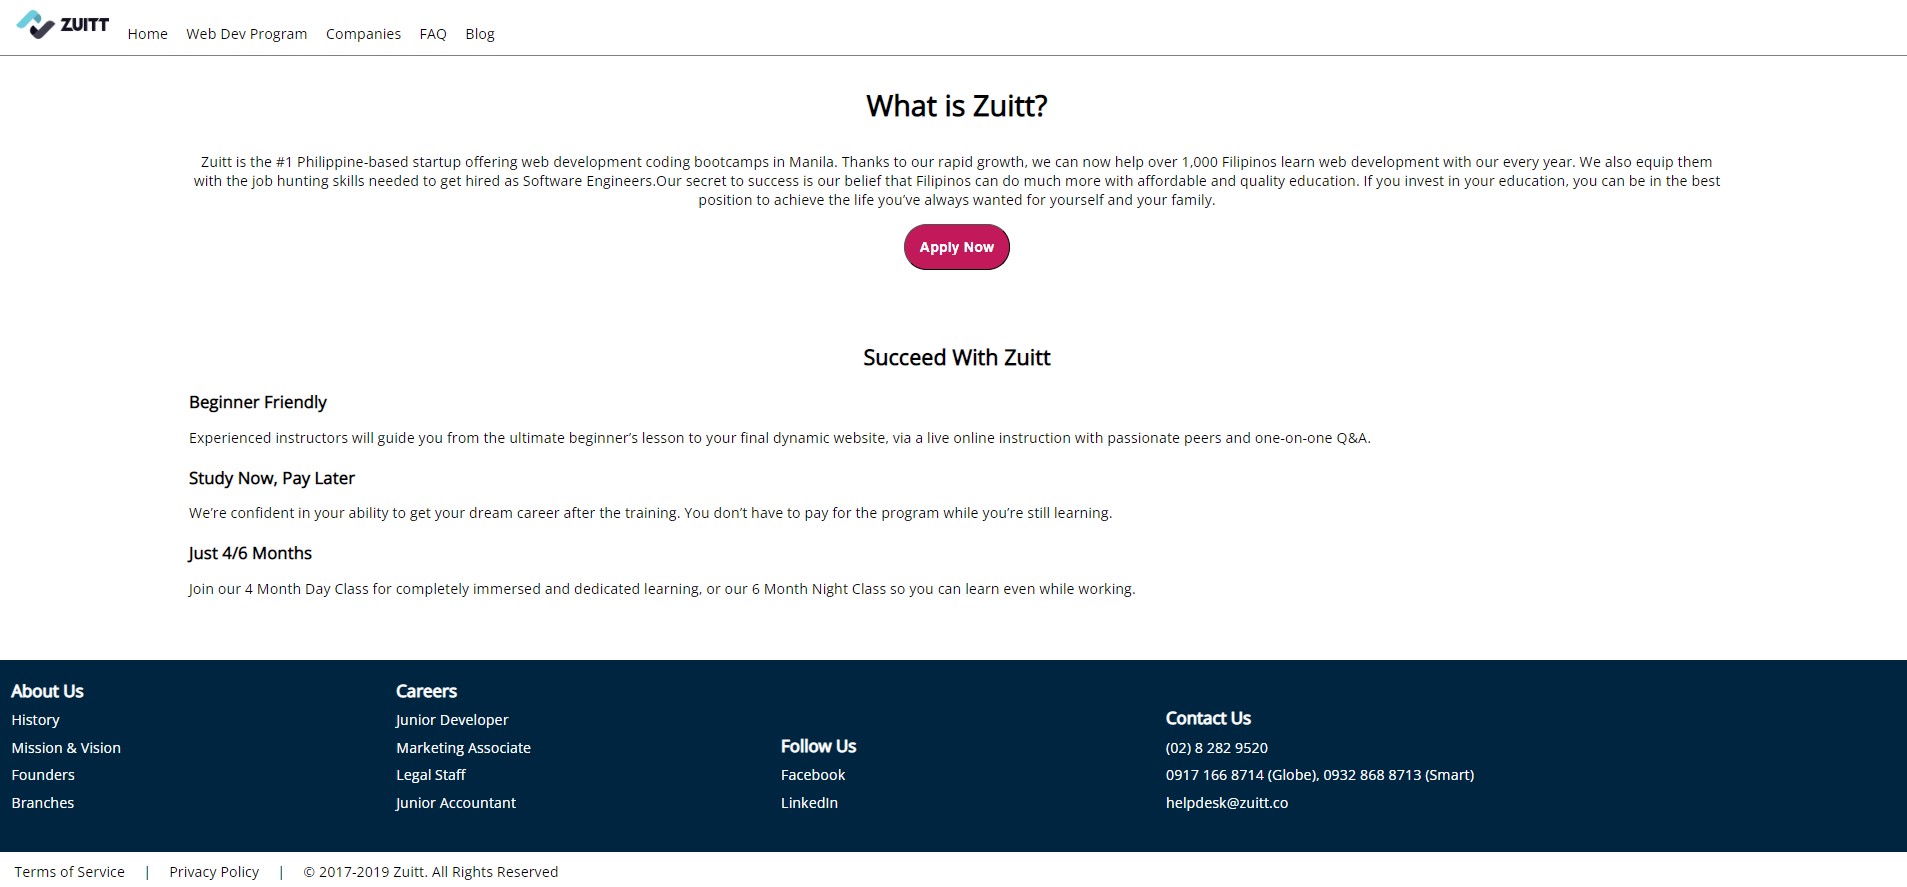 ZUITT
Home Web Dev Program Companies FAQ Blog
What is Zuitt?
Zuitt is the #1 Philippine-based startup offering web development coding bootcamps in Manila. Thanks to our rapid growth, we can now help over 1,000 Filipinos learn web development with our every year. We also equip them
with the job hunting skills needed to get hired as Software Engineers.Our secret to success is our belief that Filipinos can do much more with affordable and quality education. If you invest in your education, you can be in the best
position to achieve the life you’ve always wanted for yourself and your family.
Apply Now
Succeed With Zuitt
Beginner Friendly
Experienced instructors will guide you from the ultimate beginner’s lesson to your final dynamic website, via a live online instruction with passionate peers and one-on-one Q&A.
Study Now, Pay Later
We’re confident in your ability to get your dream career after the training. You don’t have to pay for the program while you’re still learning.
Just 4/6 Months
Join our 4 Month Day Class for completely immersed and dedicated learning, or our 6 Month Night Class so you can learn even while working.
About Us
History
Mission & Vision
Founders
Branches
Careers
Junior Developer
Marketing Associate
Legal Staff
Junior Accountant
Follow Us
Facebook
LinkedIn
Contact Us
(02) 8 282 9520
0917 166 8714 (Globe), 0932 868 8713 (Smart)
helpdesk@zuitt.co
Terms of Service | Privacy Policy | © 2017-2019 Zuitt. All Rights Reserved